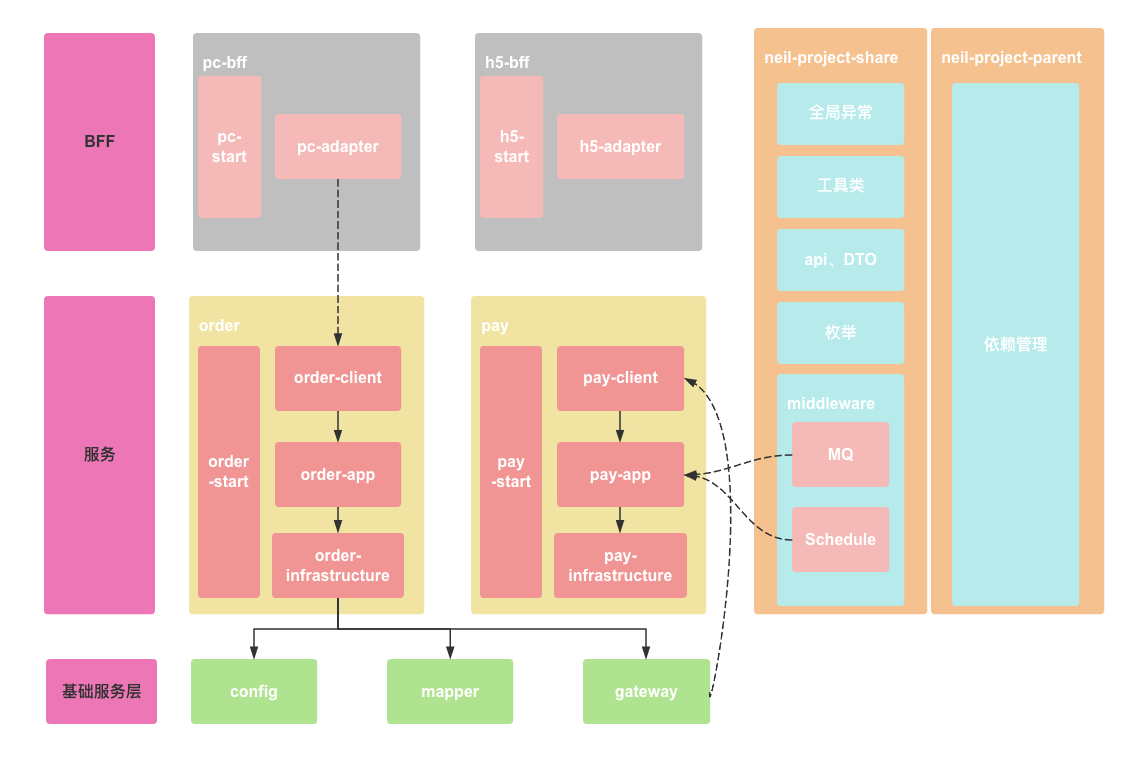 BFF
pc-bff
pc-
start
pc-adapter
h5-bff
h5-
start
h5-adapter
服务
order
order
-start
order-client
order-app
order-
infrastructure
pay
pay
-start
pay-client
pay-app
pay-
infrastructure
基础服务层
config
mapper
gateway
neil-project-share
全局异常
工具类
api、DTO
枚举
middleware
MQ
Schedule
neil-project-parent
依赖管理